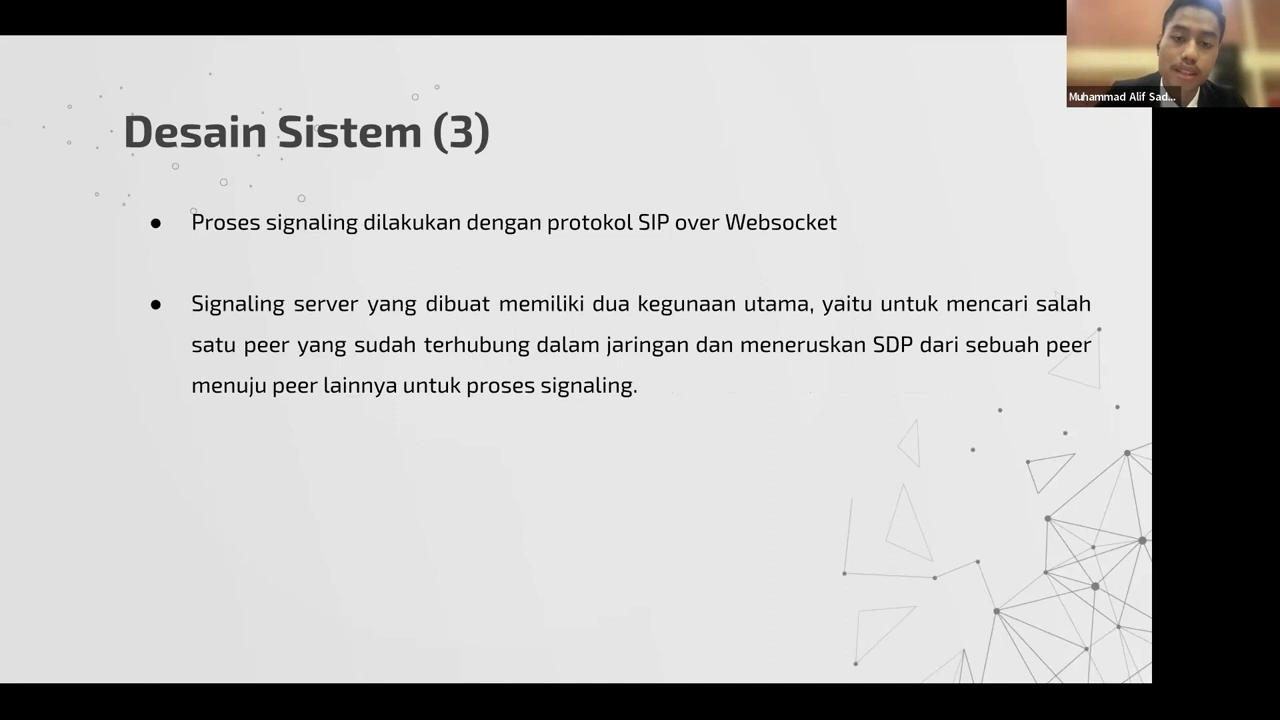 Desain Sistem (3)
● Proses signaling dilakukan dengan protokol SIP over Websocket
● Signaling server yang dibuat memiliki dua kegunaan utama, yaitu untuk mencari salah
satu peer yang sudah terhubung dalam jaringan dan meneruskan SDP dari sebuah peer
menuju peer lainnya untuk proses signaling.
Muhammad Alif Sad...